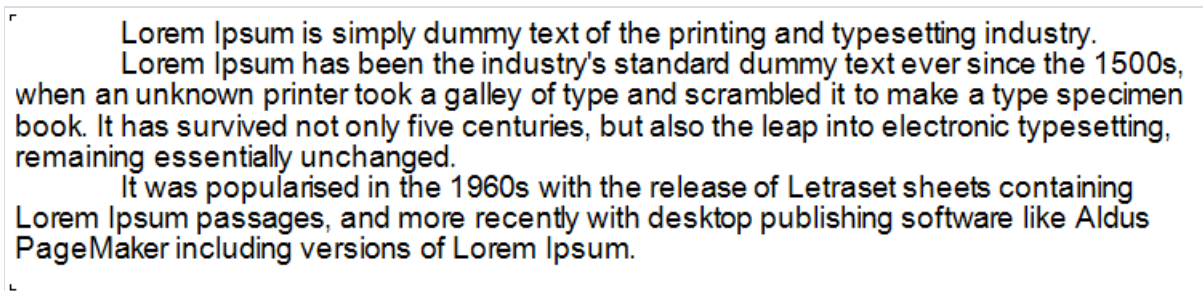 Lorem Ipsum is simply dummy text of the printing and typesetting industry.
Lorem Ipsum has been the industry's standard dummy text ever since the 1500s,
when an unknown printer took a galley of type and scrambled it to make a type specimen
book. It has survived not only five centuries, but also the leap into electronic typesetting,
remaining essentially unchanged.
It was popularised in the 1960s with the release of Letraset sheets containing
Lorem Ipsum passages, and more recently with desktop publishing software like Aldus
PageMaker including versions of Lorem Ipsum.